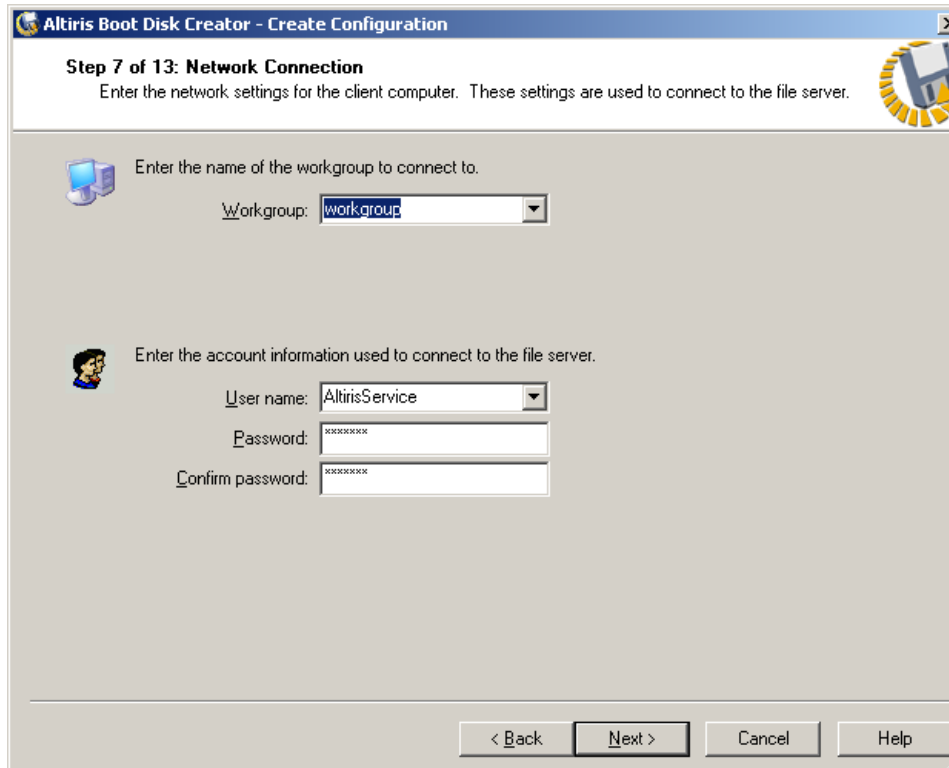 Altiris Boot Disk Creator - Create Configuration
Step 7 of 13: Network Connection
Enter the network settings for the client computer. These settings are used to connect to the file server.
Enter the name of the workgroup to connect to.
Workgroup: workgroup
Enter the account information used to connect to the file server.
User name: AltirisService
Password: *******
Confirm password: *******
< Back Next > Cancel Help